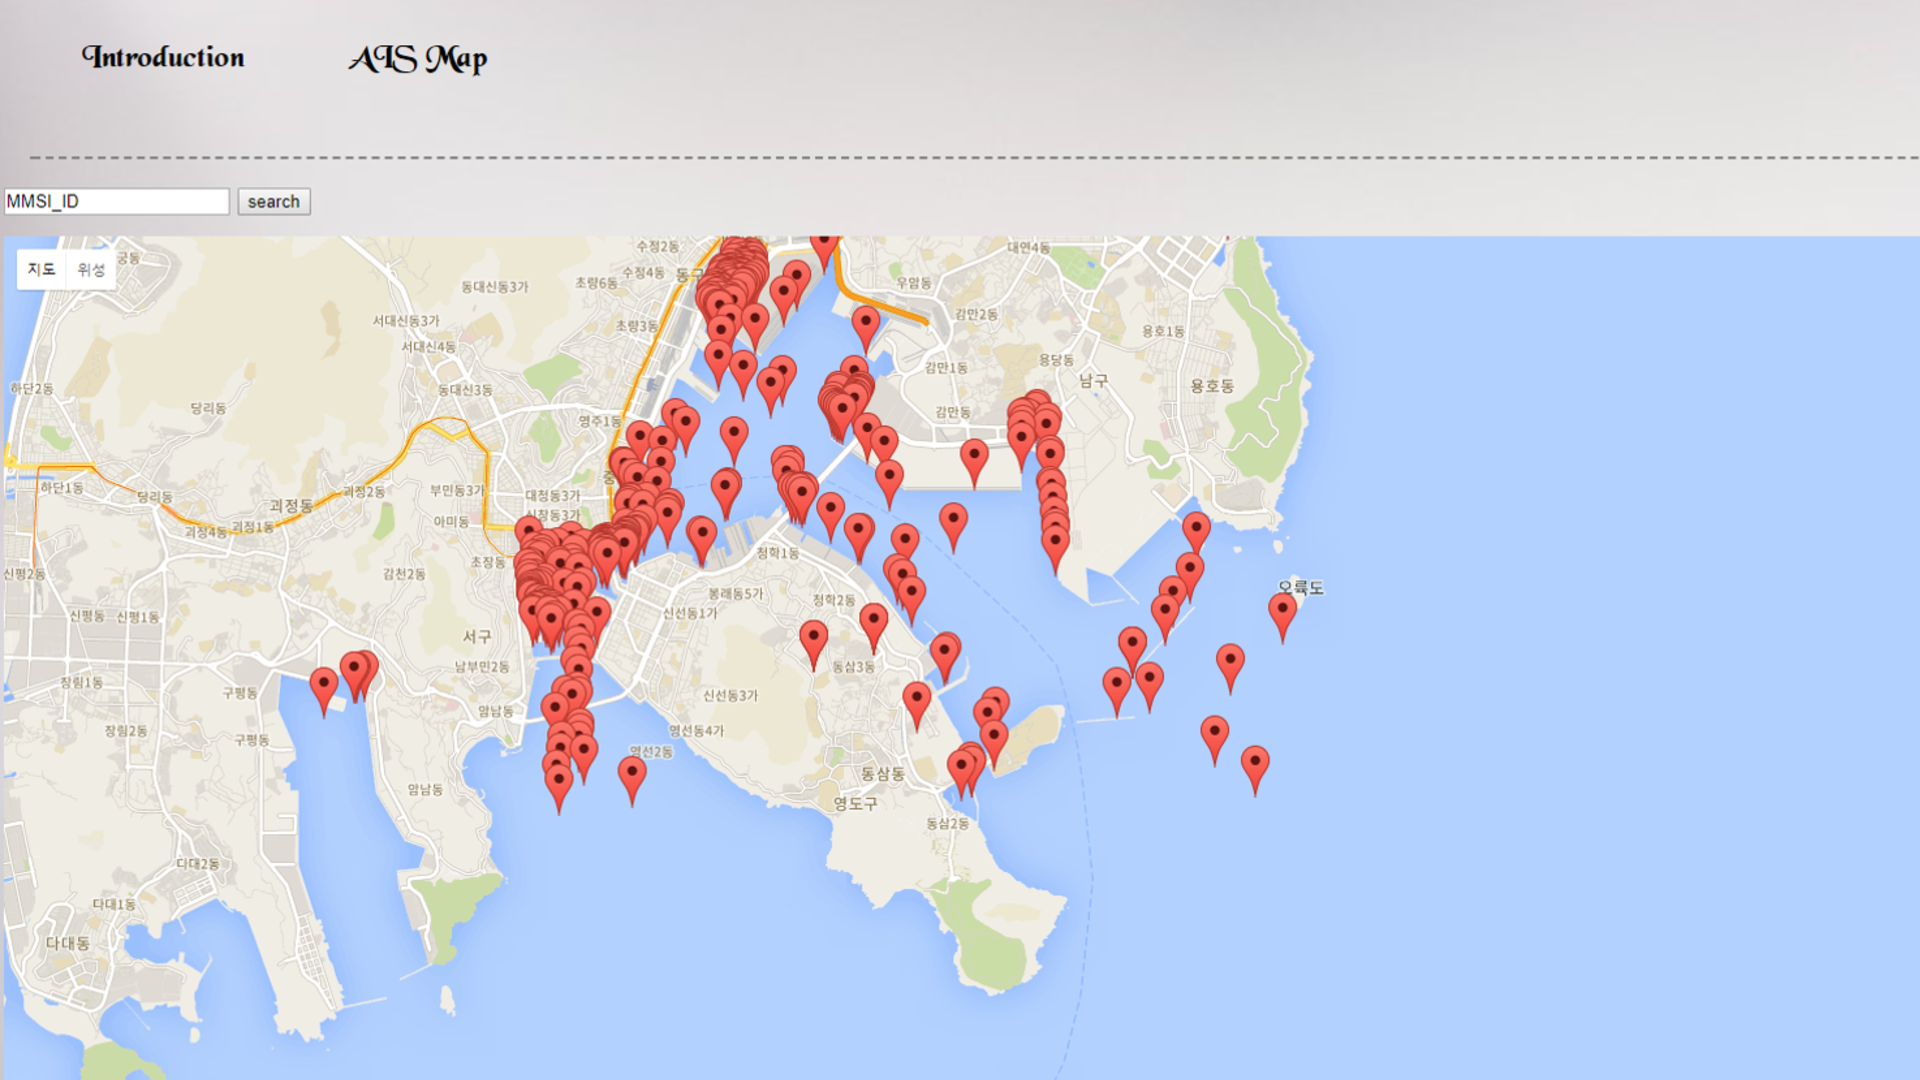 Introduction
AIS Map
MMSI_ID
search
지도
위성
궁동
수정2동
대연4동
동구
수정4동
초량6동
동대신동3가
우암동
감만2동
서대신동3가
초량3동
용호1동
서대신4동
용당동
감만1동
남구
용호동
하단2동
동대신3동
당리동
감만동
영주1동
중
하단1동
당리동
괴정2동
부민동3가
대청동3가
괴정동
신창동3가
아미동
괴정4동
괴정1동
청학1동
초장동
신평2동
감천2동
오륙도
봉래동5가
청학2동
신선동1가
신평동
신평1동
서구
남부민2동
동삼3동
장림1동
구평동
신선동3가
암남동
장림2동
영선동4가
구평동
영선2동
동삼동
암남동
영도구
동삼2동
다대2동
다대1동
다대동